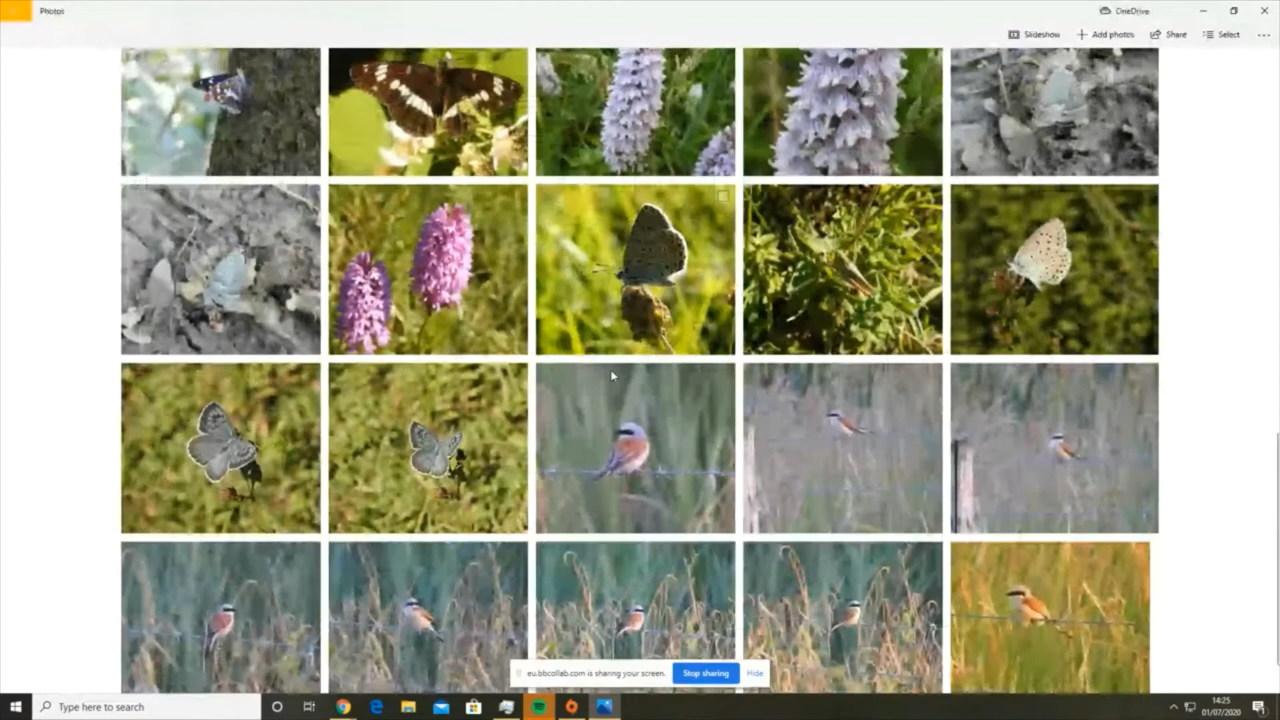 Photos
OneDrive
Slideshow
Add photos
Share
Select
eu.bbcollab.com is sharing your screen.
Stop sharing
Hide
Type here to search
14:25
01/07/2020